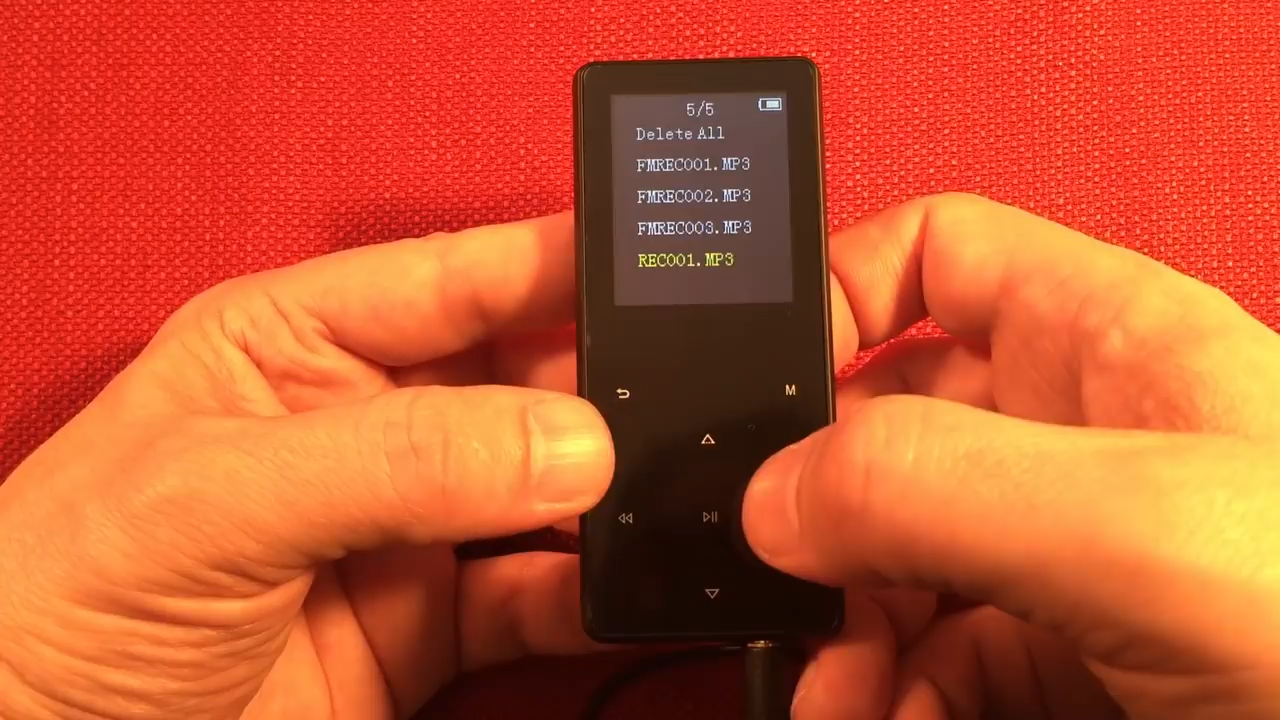 5/5
Delete All
FMREC001.MP3
FMREC002.MP3
FMREC003.MP3
REC001.MP3
M